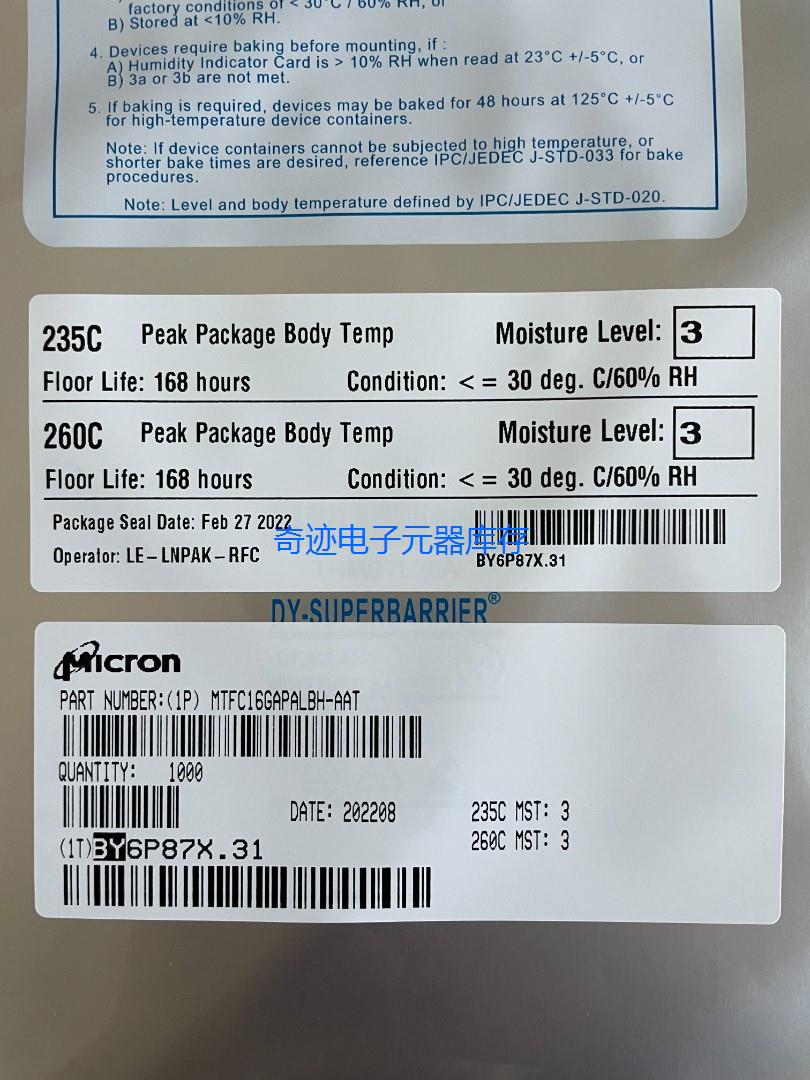 factory conditions of < 30°C / 60% RH, or
B) Stored at <10% RH.
4. Devices require baking before mounting, if :
A) Humidity Indicator Card is > 10% RH when read at 23°C +/-5°C, or
B) 3a or 3b are not met.
5. If baking is required, devices may be baked for 48 hours at 125°C +/-5°C
for high-temperature device containers.
Note: If device containers cannot be subjected to high temperature, or
shorter bake times are desired, reference IPC/JEDEC J-STD-033 for bake
procedures.
Note: Level and body temperature defined by IPC/JEDEC J-STD-020.
235C Peak Package Body Temp Moisture Level: 3
Floor Life: 168 hours Condition: < = 30 deg. C/60% RH
260C Peak Package Body Temp Moisture Level: 3
Floor Life: 168 hours Condition: < = 30 deg. C/60% RH
Package Seal Date: Feb 27 2022
奇迹电子元器库存
Operator: LE-LNPAK-RFC BY6P87X.31
DY-SUPERBARRIER®
Micron
PART NUMBER:(1P) MTFC16GAPALBH-AAT
QUANTITY: 1000
DATE: 202208 235C MST: 3
260C MST: 3
(1T)BY6P87X.31